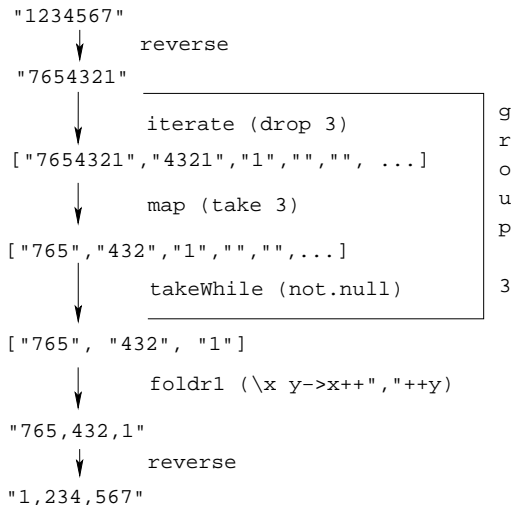 "1234567"
reverse
"7654321"
iterate (drop 3)
["7654321","4321","1","","", ...]
map (take 3)
["765","432","1","","",...]
takeWhile (not.null)
["765", "432", "1"]
foldr1 (\x y->x++","++y)
"765,432,1"
reverse
"1,234,567"
group 3